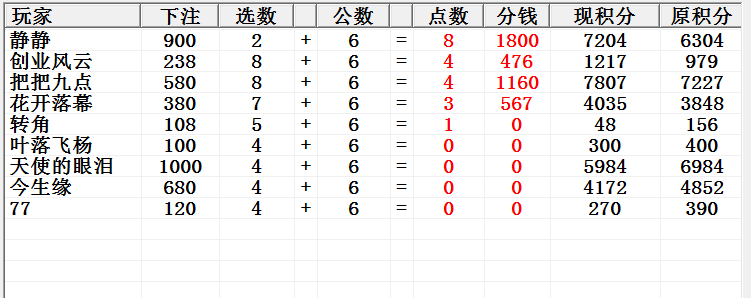 玩家 下注 选数 公数 点数 分钱 现积分 原积分
静静 900 2 + 6 = 8 1800 7204 6304
创业风云 238 8 + 6 = 4 476 1217 979
把把九点 580 8 + 6 = 4 1160 7807 7227
花开落幕 380 7 + 6 = 3 567 4035 3848
转角 108 5 + 6 = 1 0 48 156
叶落飞杨 100 4 + 6 = 0 0 300 400
天使的眼泪 1000 4 + 6 = 0 0 5984 6984
今生缘 680 4 + 6 = 0 0 4172 4852
77 120 4 + 6 = 0 0 270 390